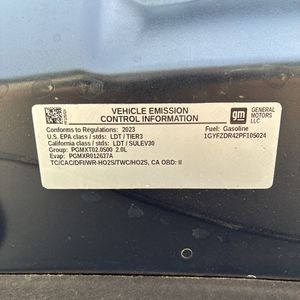 VEHICLE EMISSION
CONTROL INFORMATION
gm
GENERAL
MOTORS
LLC
Conforms to Regulations: 2023
U.S. EPA class / stds: LDT / TIER3
California class / stds: LDT / SULEV30
Group: PGMXT02.0500 2.0L
Evap: PGMXR012637A
TC/CAC/DFI/WR-HO2S/TWC/HO2S, CA OBD: II
Fuel: Gasoline
1GYFZDR42PF105024